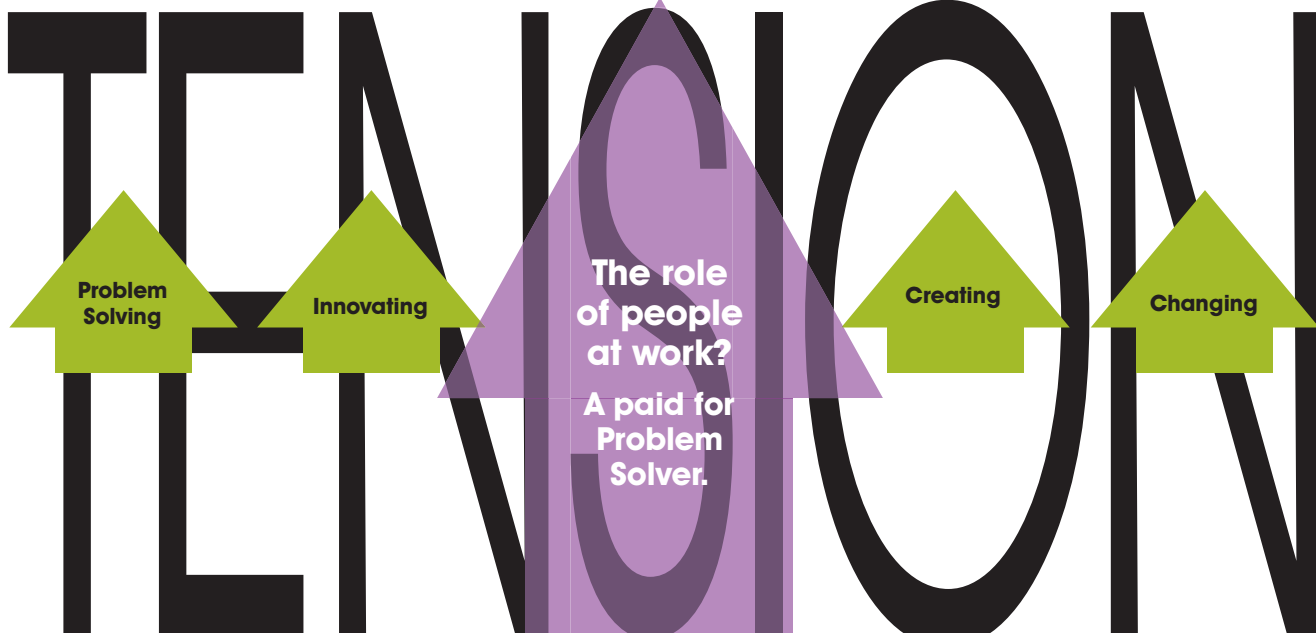 TENSION
Problem
Solving
Innovating
The role
of people
at work?
A paid for
Problem
Solver.
Creating
Changing